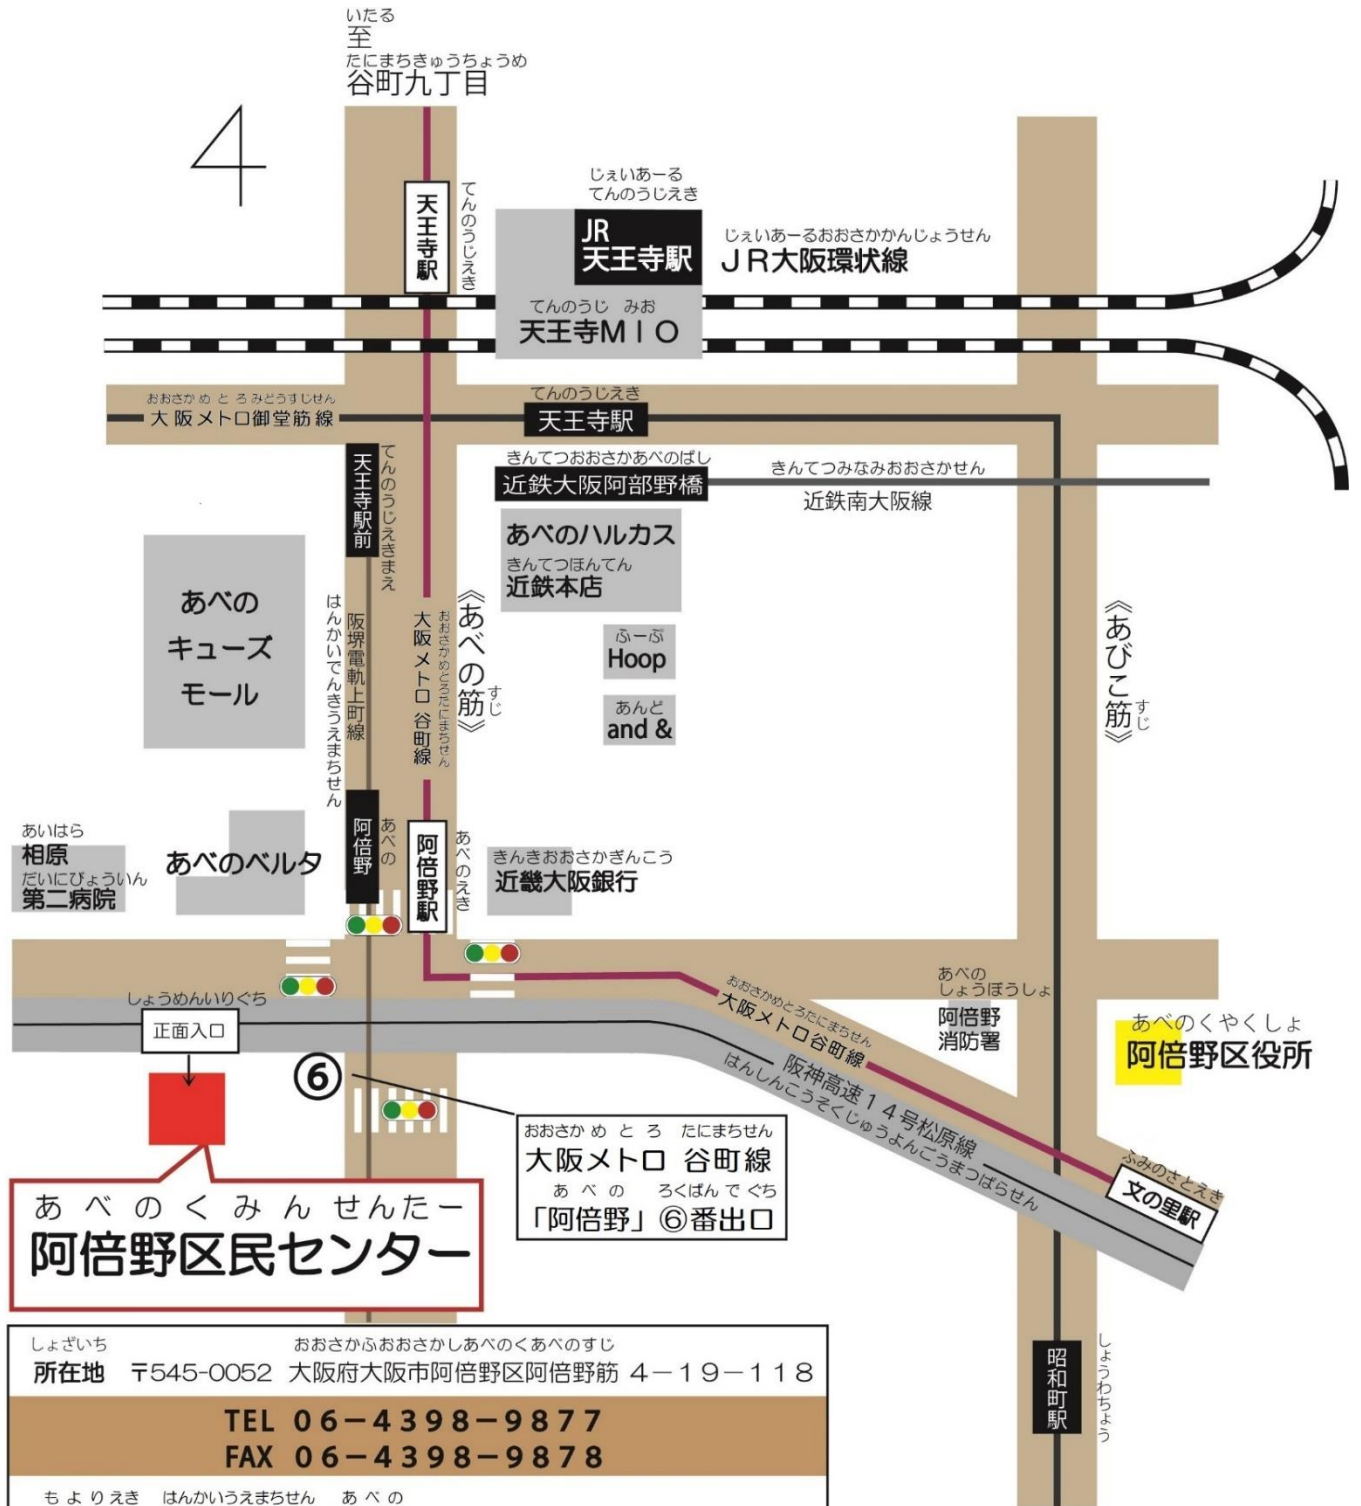 いたる
至
たにまちきゅうちょうめ
谷町九丁目
天王寺駅
てんのうじえき
じぇいあーる
てんのうじえき
JR
天王寺駅
じぇいあーるおおさかかんじょうせん
JR大阪環状線
てんのうじ みお
天王寺MIO
おおさかめとろみどうすじせん
大阪メトロ御堂筋線
てんのうじえき
天王寺駅
天王寺駅前
てんのうじえきまえ
きんてつおおさかあべのばし
近鉄大阪阿部野橋
きんてつみなみおおさかせん
近鉄南大阪線
あべのハルカス
きんてつほんてん
近鉄本店
あべの
キューズ
モール
はんかいでんきうえまちせん
阪堺電軌上町線
大阪メトロ 谷町線
おおさかめとろたにまちせん
《あべの筋》
すじ
ふーぷ
Hoop
あんど
and &
《あびこ筋》
すじ
あいはら
相原
だいにびょういん
第二病院
あべのベルタ
阿倍野
あべの
阿倍野駅
あべのえき
きんきおおさかぎんこう
近畿大阪銀行
しょうめんいりぐち
正面入口
おおさかめとろたにまちせん
大阪メトロ谷町線
阪神高速14号松原線
はんしんこうそくじゅうよんごうまつばらせん
あべの
しょうぼうしょ
阿倍野
消防署
あべのくやくしょ
阿倍野区役所
⑥
おおさかめとろ たにまちせん
大阪メトロ 谷町線
あべの ろくばんでぐち
「阿倍野」⑥番出口
ふみのさとえき
文の里駅
あべのくみんせんたー
阿倍野区民センター
昭和町駅
しょうわちょう
しょざいち おおさかふおおさかしあべのくあべのすじ
所在地 〒545-0052 大阪府大阪市阿倍野区阿倍野筋 4-19-118
TEL 06-4398-9877
FAX 06-4398-9878
もよりえき はんかいうえまちせん あべの